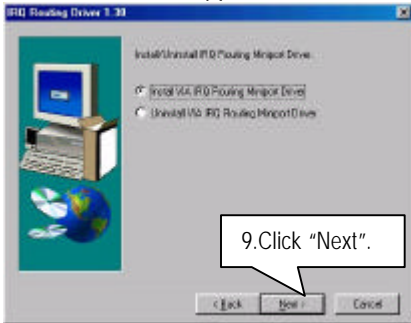 IRQ Routing Driver 1.30
Install/Uninstall IRQ Routing Miniport Driver.
Install VIA IRQ Routing Miniport Driver
Uninstall VIA IRQ Routing Miniport Driver
9.Click “Next”.
< Back Next > Cancel